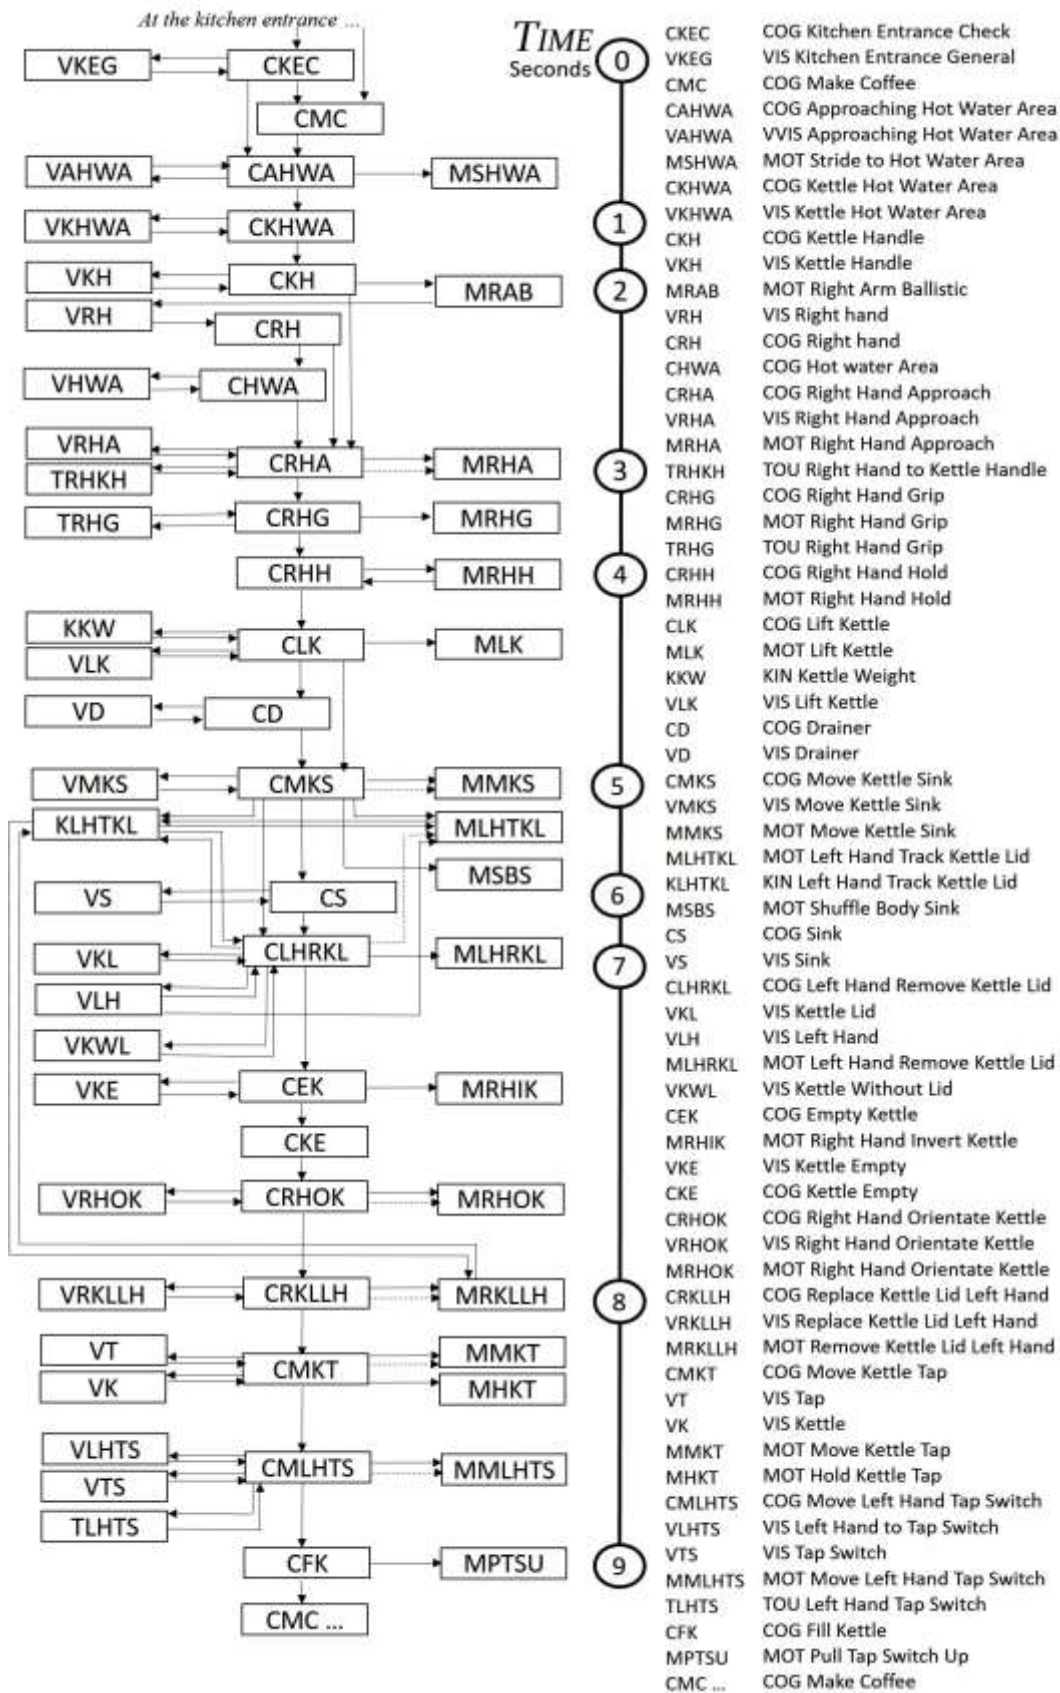 At the kitchen entrance ...
TIME
Seconds
0
VKEG CKEC
CMC
VAHWA CAHWA MSHWA
VKHWA CKHWA 1
VKH CKH MRAB 2
VRH CRH
VHWA CHWA
VRHA CRHA MRHA 3
TRHKH
TRHG CRHG MRHG
CRHH MRHH 4
KKW CLK MLK
VLK
VD CD
VMKS CMKS MMKS 5
KLHTKL MLHTKL
MSBS
VS CS 6
VKL CLHRKL MLHRKL 7
VLH
VKWL
VKE CEK MRHIK
CKE
VRHOK CRHOK MRHOK
VRKLLH CRKLLH MRKLLH 8
VT CMKT MMKT
VK MHKT
VLHTS CMLHTS MMLHTS
VTS
TLHTS
CFK MPTSU 9
CMC ...
CKEC COG Kitchen Entrance Check
VKEG VIS Kitchen Entrance General
CMC COG Make Coffee
CAHWA COG Approaching Hot Water Area
VAHWA VVIS Approaching Hot Water Area
MSHWA MOT Stride to Hot Water Area
CKHWA COG Kettle Hot Water Area
VKHWA VIS Kettle Hot Water Area
CKH COG Kettle Handle
VKH VIS Kettle Handle
MRAB MOT Right Arm Ballistic
VRH VIS Right hand
CRH COG Right hand
CHWA COG Hot water Area
CRHA COG Right Hand Approach
VRHA VIS Right Hand Approach
MRHA MOT Right Hand Approach
TRHKH TOU Right Hand to Kettle Handle
CRHG COG Right Hand Grip
MRHG MOT Right Hand Grip
TRHG TOU Right Hand Grip
CRHH COG Right Hand Hold
MRHH MOT Right Hand Hold
CLK COG Lift Kettle
MLK MOT Lift Kettle
KKW KIN Kettle Weight
VLK VIS Lift Kettle
CD COG Drainer
VD VIS Drainer
CMKS COG Move Kettle Sink
VMKS VIS Move Kettle Sink
MMKS MOT Move Kettle Sink
MLHTKL MOT Left Hand Track Kettle Lid
KLHTKL KIN Left Hand Track Kettle Lid
MSBS MOT Shuffle Body Sink
CS COG Sink
VS VIS Sink
CLHRKL COG Left Hand Remove Kettle Lid
VKL VIS Kettle Lid
VLH VIS Left Hand
MLHRKL MOT Left Hand Remove Kettle Lid
VKWL VIS Kettle Without Lid
CEK COG Empty Kettle
MRHIK MOT Right Hand Invert Kettle
VKE VIS Kettle Empty
CKE COG Kettle Empty
CRHOK COG Right Hand Orientate Kettle
VRHOK VIS Right Hand Orientate Kettle
MRHOK MOT Right Hand Orientate Kettle
CRKLLH COG Replace Kettle Lid Left Hand
VRKLLH VIS Replace Kettle Lid Left Hand
MRKLLH MOT Remove Kettle Lid Left Hand
CMKT COG Move Kettle Tap
VT VIS Tap
VK VIS Kettle
MMKT MOT Move Kettle Tap
MHKT MOT Hold Kettle Tap
CMLHTS COG Move Left Hand Tap Switch
VLHTS VIS Left Hand to Tap Switch
VTS VIS Tap Switch
MMLHTS MOT Move Left Hand Tap Switch
TLHTS TOU Left Hand Tap Switch
CFK COG Fill Kettle
MPTSU MOT Pull Tap Switch Up
CMC ... COG Make Coffee